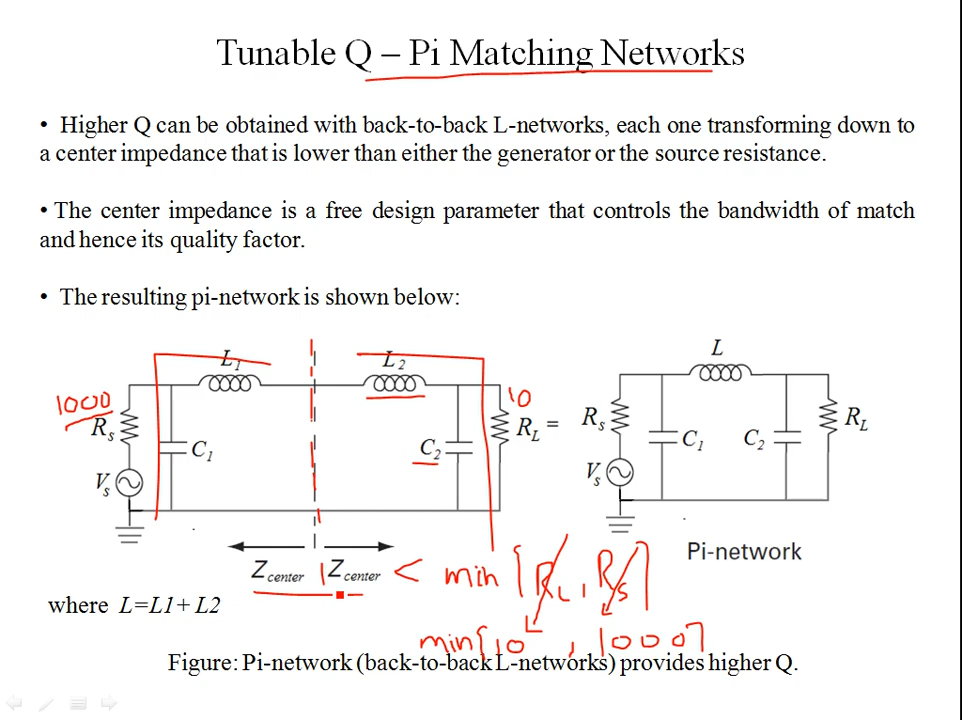 Tunable Q – Pi Matching Networks
• Higher Q can be obtained with back-to-back L-networks, each one transforming down to
a center impedance that is lower than either the generator or the source resistance.
• The center impedance is a free design parameter that controls the bandwidth of match
and hence its quality factor.
• The resulting pi-network is shown below:
L1 L2 L
1000 10
Rs RL = Rs RL
C1 C2 C1 C2
Vs Vs
Pi-network
Zcenter Zcenter < min [RL, Rs]
where L=L1+ L2
min[10, 1000]
Figure: Pi-network (back-to-back L-networks) provides higher Q.